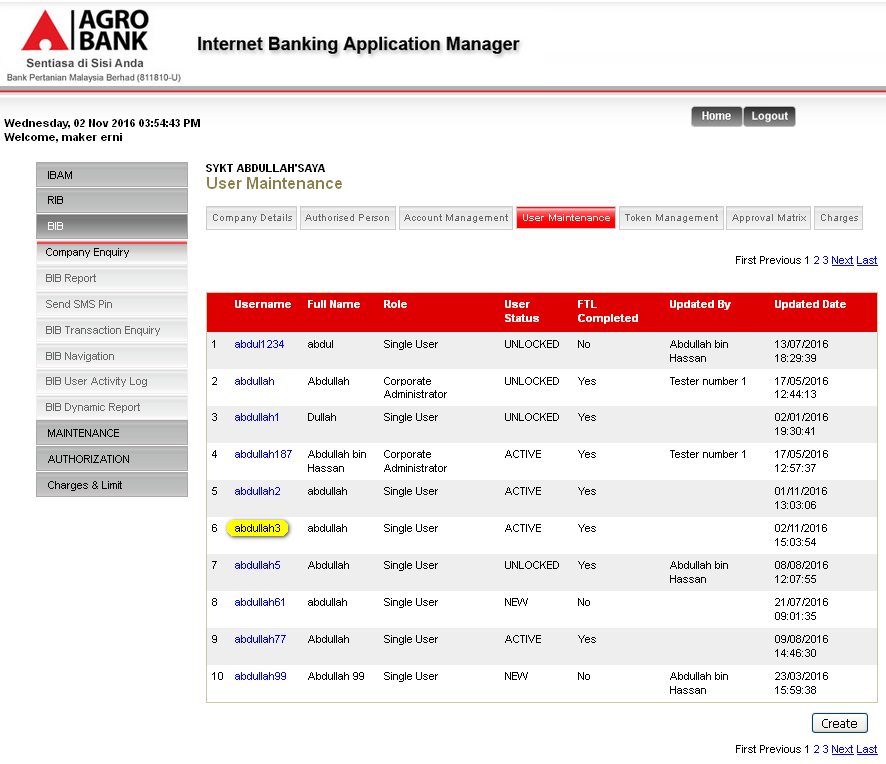 AGRO
BANK
Sentiasa di Sisi Anda
Bank Pertanian Malaysia Berhad (811810-U)
Internet Banking Application Manager
Wednesday, 02 Nov 2016 03:54:43 PM
Welcome, maker erni
Home Logout
IBAM
RIB
BIB
Company Enquiry
BIB Report
Send SMS Pin
BIB Transaction Enquiry
BIB Navigation
BIB User Activity Log
BIB Dynamic Report
MAINTENANCE
AUTHORIZATION
Charges & Limit
SYKT ABDULLAH'SAYA
User Maintenance
Company Details Authorised Person Account Management User Maintenance Token Management Approval Matrix Charges
First Previous 1 2 3 Next Last
Username Full Name Role User Status FTL Completed Updated By Updated Date
1 abdul1234 abdul Single User UNLOCKED No Abdullah bin Hassan 13/07/2016 18:29:39
2 abdullah Abdullah Corporate Administrator UNLOCKED Yes Tester number 1 17/05/2016 12:44:13
3 abdullah1 Dullah Single User UNLOCKED Yes 02/01/2016 19:30:41
4 abdullah187 Abdullah bin Hassan Corporate Administrator ACTIVE Yes Tester number 1 17/05/2016 12:57:37
5 abdullah2 abdullah Single User ACTIVE Yes 01/11/2016 13:03:06
6 abdullah3 abdullah Single User ACTIVE Yes 02/11/2016 15:03:54
7 abdullah5 Abdullah Single User UNLOCKED Yes Abdullah bin Hassan 08/08/2016 12:07:55
8 abdullah61 abdullah Single User NEW No 21/07/2016 09:01:35
9 abdullah77 Abdullah Single User ACTIVE Yes 09/08/2016 14:46:30
10 abdullah99 Abdullah 99 Single User NEW No Abdullah bin Hassan 23/03/2016 15:59:38
Create
First Previous 1 2 3 Next Last